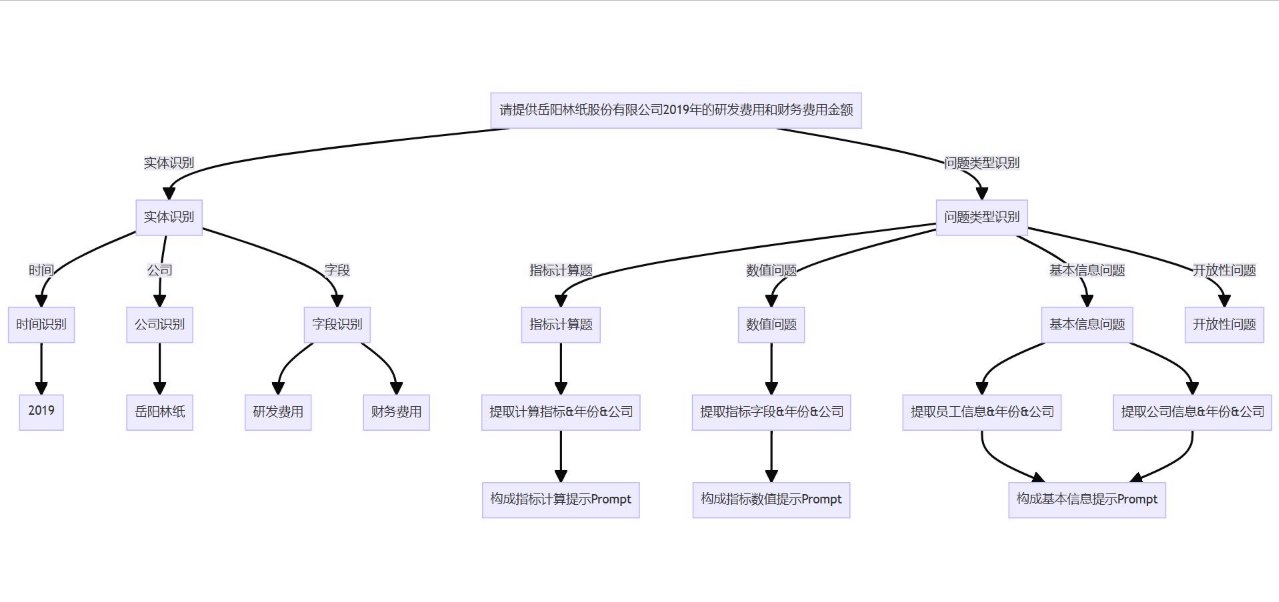 请提供岳阳林纸股份有限公司2019年的研发费用和财务费用金额
实体识别
问题类型识别
实体识别
问题类型识别
时间
公司
字段
指标计算题
数值问题
基本信息问题
开放性问题
时间识别
公司识别
字段识别
指标计算题
数值问题
基本信息问题
开放性问题
2019
岳阳林纸
研发费用
财务费用
提取计算指标&年份&公司
提取指标字段&年份&公司
提取员工信息&年份&公司
提取公司信息&年份&公司
构成指标计算提示Prompt
构成指标数值提示Prompt
构成基本信息提示Prompt